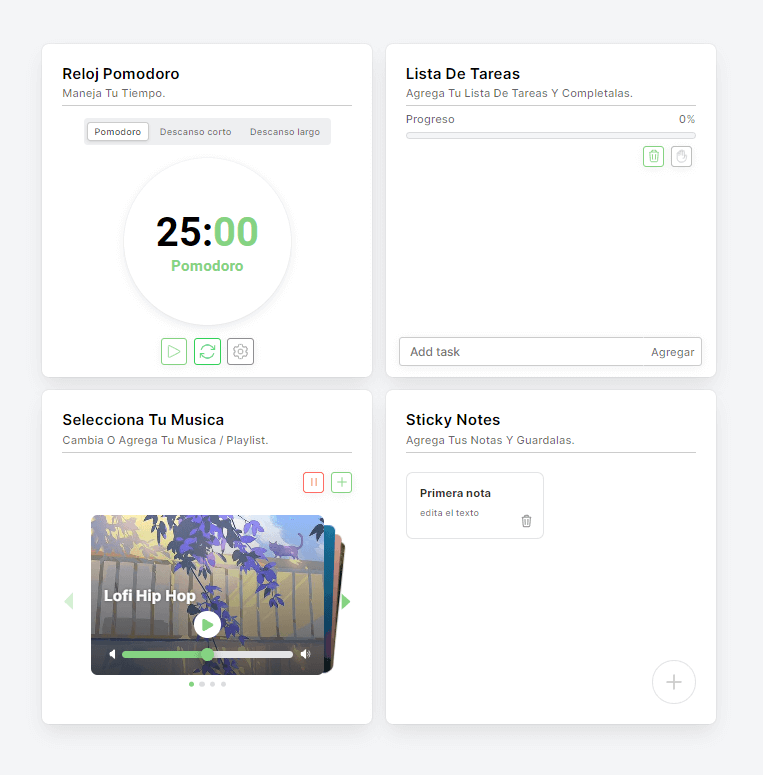 Reloj Pomodoro
Maneja Tu Tiempo.
Pomodoro Descanso corto Descanso largo
25:00
Pomodoro
Lista De Tareas
Agrega Tu Lista De Tareas Y Completalas.
Progreso 0%
Add task Agregar
Selecciona Tu Musica
Cambia O Agrega Tu Musica / Playlist.
Lofi Hip Hop
Sticky Notes
Agrega Tus Notas Y Guardalas.
Primera nota
edita el texto